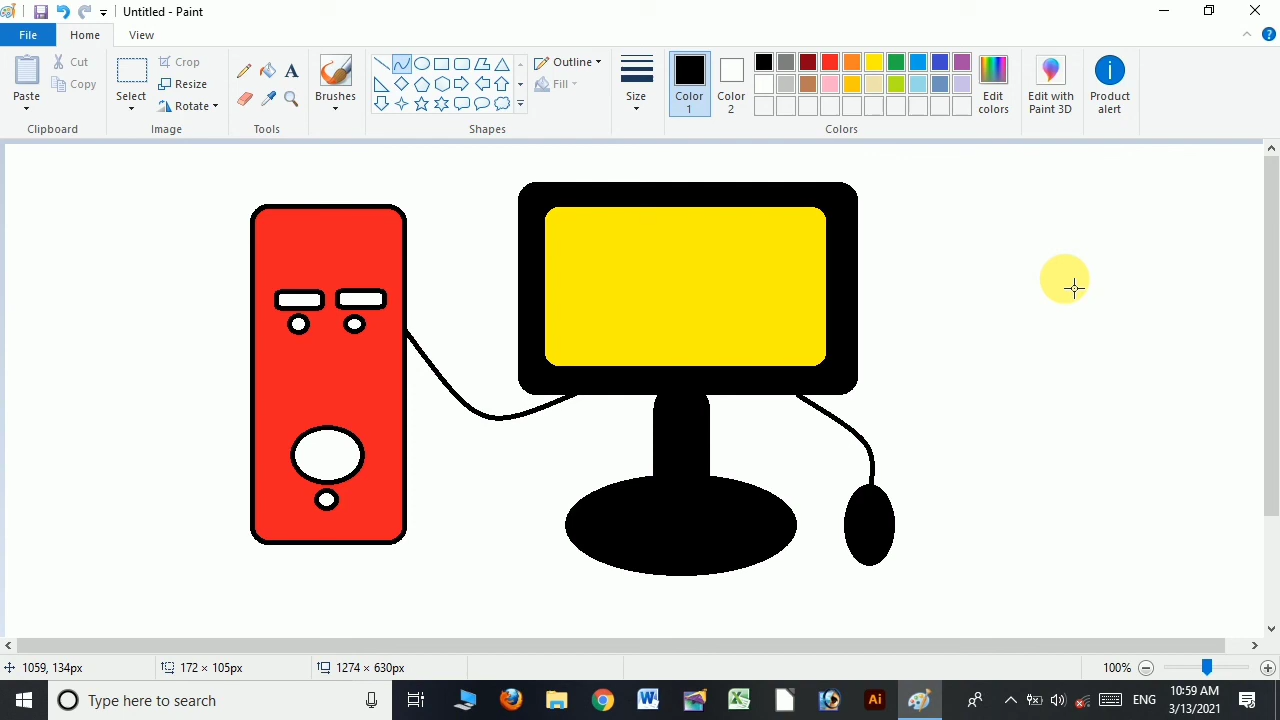 Untitled - Paint
File Home View
Paste Cut Copy Clipboard
Select Crop Resize Rotate Image
A Tools
Brushes
Shapes Outline Fill
Size
Color 1 Color 2 Edit colors Colors
Edit with Paint 3D
Product alert
1059, 134px 172 × 105px 1274 × 630px 100%
Type here to search
W X Ai ENG 10:59 AM
3/13/2021